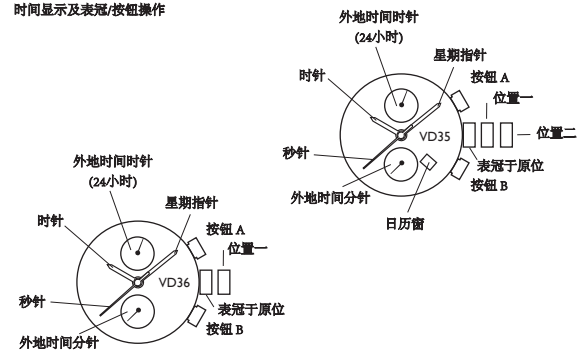 时间显示及表冠/按钮操作
外地时间时针
(24小时)
星期指针
时针
按钮 A
位置一
位置二
VD35
秒针
表冠于原位
按钮 B
外地时间分针
日历窗
外地时间时针
(24小时)
星期指针
时针
按钮 A
位置一
VD36
秒针
表冠于原位
按钮 B
外地时间分针